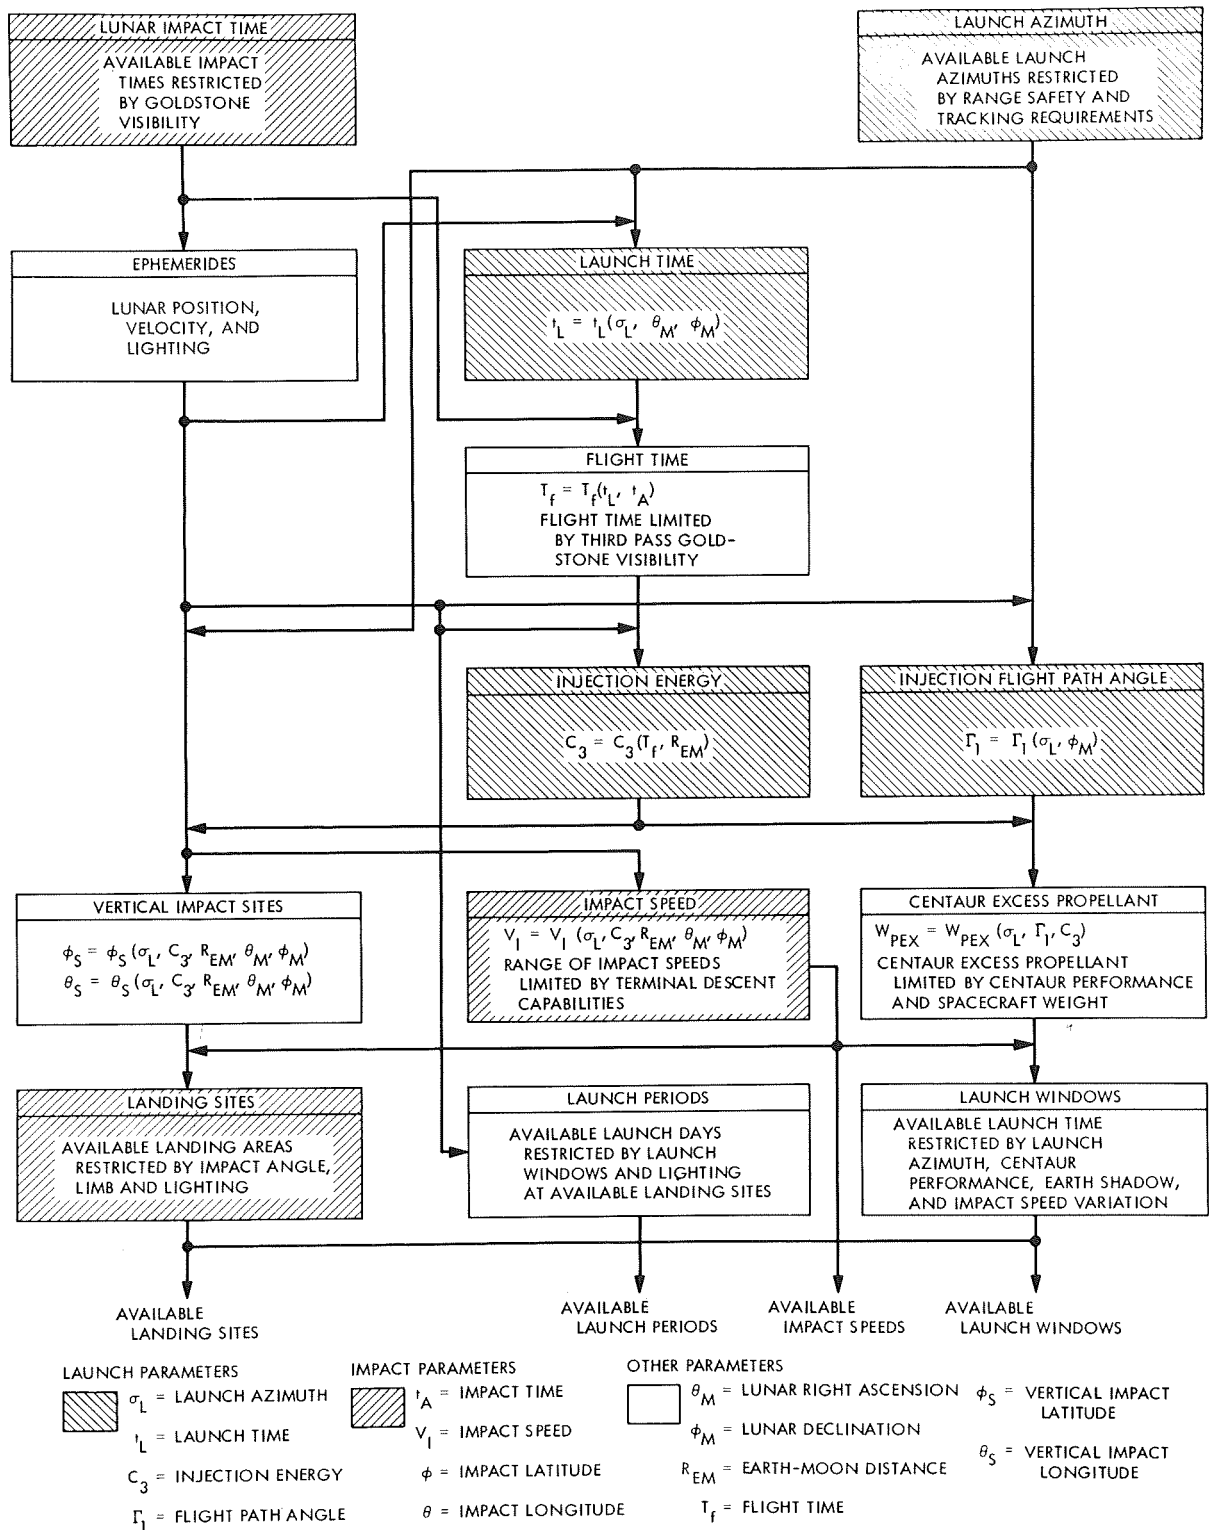 LUNAR IMPACT TIME
AVAILABLE IMPACT
TIMES RESTRICTED
BY GOLDSTONE
VISIBILITY
LAUNCH AZIMUTH
AVAILABLE LAUNCH
AZIMUTHS RESTRICTED
BY RANGE SAFETY AND
TRACKING REQUIREMENTS
EPHEMERIDES
LUNAR POSITION,
VELOCITY, AND
LIGHTING
LAUNCH TIME
t_L = t_L(σ_L, θ_M, ϕ_M)
FLIGHT TIME
T_f = T_f(t_L, t_A)
FLIGHT TIME LIMITED
BY THIRD PASS GOLD-
STONE VISIBILITY
INJECTION ENERGY
C_3 = C_3(T_f, R_EM)
INJECTION FLIGHT PATH ANGLE
Γ_I = Γ_I (σ_L, ϕ_M)
VERTICAL IMPACT SITES
ϕ_S = ϕ_S (σ_L, C_3, R_EM, θ_M, ϕ_M)
θ_S = θ_S (σ_L, C_3, R_EM, θ_M, ϕ_M)
IMPACT SPEED
V_I = V_I (σ_L, C_3, R_EM, θ_M, ϕ_M)
RANGE OF IMPACT SPEEDS
LIMITED BY TERMINAL DESCENT
CAPABILITIES
CENTAUR EXCESS PROPELLANT
W_PEX = W_PEX (σ_L, Γ_I, C_3)
CENTAUR EXCESS PROPELLANT
LIMITED BY CENTAUR PERFORMANCE
AND SPACECRAFT WEIGHT
LANDING SITES
AVAILABLE LANDING AREAS
RESTRICTED BY IMPACT ANGLE,
LIMB AND LIGHTING
LAUNCH PERIODS
AVAILABLE LAUNCH DAYS
RESTRICTED BY LAUNCH
WINDOWS AND LIGHTING
AT AVAILABLE LANDING SITES
LAUNCH WINDOWS
AVAILABLE LAUNCH TIME
RESTRICTED BY LAUNCH
AZIMUTH, CENTAUR
PERFORMANCE, EARTH SHADOW,
AND IMPACT SPEED VARIATION
AVAILABLE
LANDING SITES
AVAILABLE
LAUNCH PERIODS
AVAILABLE
IMPACT SPEEDS
AVAILABLE
LAUNCH WINDOWS
LAUNCH PARAMETERS
σ_L = LAUNCH AZIMUTH
t_L = LAUNCH TIME
C_3 = INJECTION ENERGY
Γ_I = FLIGHT PATH ANGLE
IMPACT PARAMETERS
t_A = IMPACT TIME
V_I = IMPACT SPEED
ϕ = IMPACT LATITUDE
θ = IMPACT LONGITUDE
OTHER PARAMETERS
θ_M = LUNAR RIGHT ASCENSION
ϕ_M = LUNAR DECLINATION
R_EM = EARTH-MOON DISTANCE
T_f = FLIGHT TIME
ϕ_S = VERTICAL IMPACT
LATITUDE
θ_S = VERTICAL IMPACT
LONGITUDE